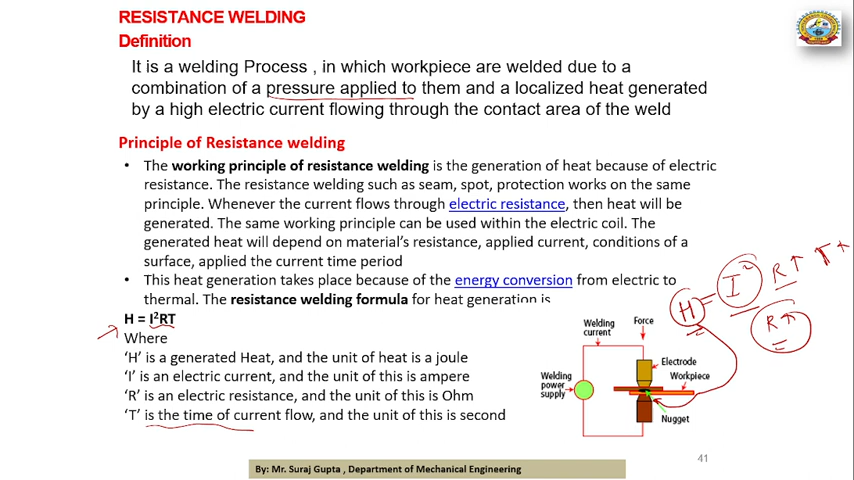 RESISTANCE WELDING
Definition
It is a welding Process , in which workpiece are welded due to a
combination of a pressure applied to them and a localized heat generated
by a high electric current flowing through the contact area of the weld
Principle of Resistance welding
• The working principle of resistance welding is the generation of heat because of electric
resistance. The resistance welding such as seam, spot, protection works on the same
principle. Whenever the current flows through electric resistance, then heat will be
generated. The same working principle can be used within the electric coil. The
generated heat will depend on material's resistance, applied current, conditions of a
surface, applied the current time period
• This heat generation takes place because of the energy conversion from electric to
thermal. The resistance welding formula for heat generation is
H = I²RT
Where
'H' is a generated Heat, and the unit of heat is a joule
'I' is an electric current, and the unit of this is ampere
'R' is an electric resistance, and the unit of this is Ohm
'T' is the time of current flow, and the unit of this is second
H = I² R↑ T↑
R↑
Welding
current
Force
Electrode
Workpiece
Welding
power
supply
Nugget
41
By: Mr. Suraj Gupta , Department of Mechanical Engineering